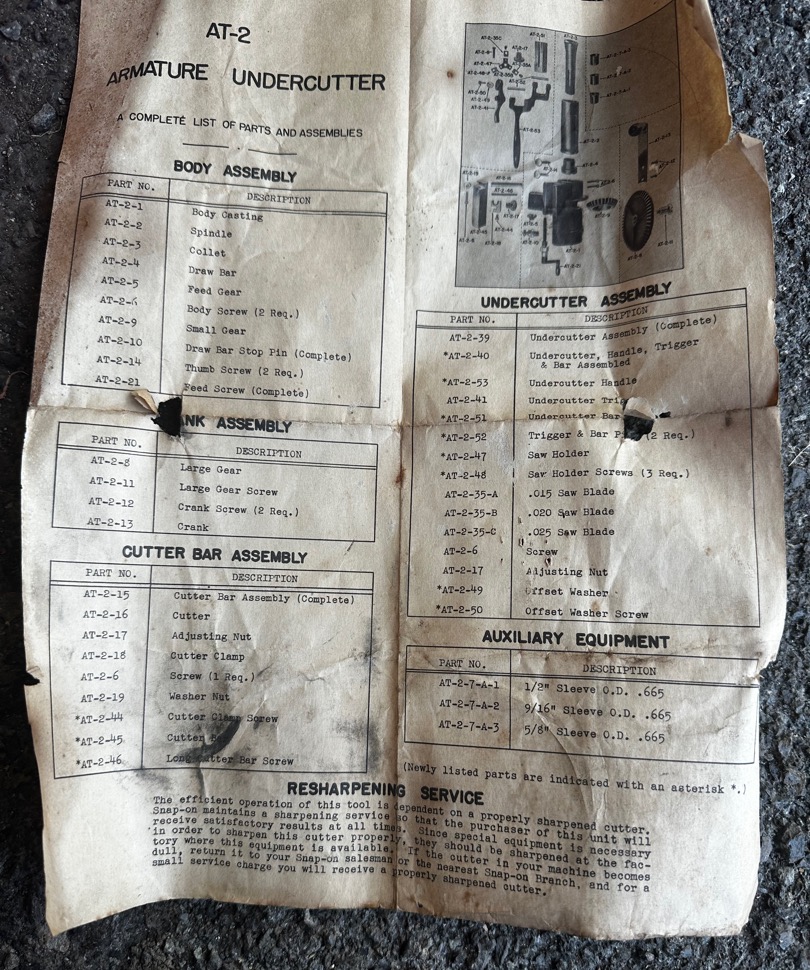 AT-2
ARMATURE UNDERCUTTER
A COMPLETE LIST OF PARTS AND ASSEMBLIES
BODY ASSEMBLY
PART NO. DESCRIPTION
AT-2-1 Body Casting
AT-2-2 Spindle
AT-2-3 Collet
AT-2-4 Draw Bar
AT-2-5 Feed Gear
AT-2-6 Body Screw (2 Req.)
AT-2-9 Small Gear
AT-2-10 Draw Bar Stop Pin (Complete)
AT-2-14 Thumb Screw (2 Req.)
AT-2-21 Feed Screw (Complete)
ANK ASSEMBLY
PART NO. DESCRIPTION
AT-2-8 Large Gear
AT-2-11 Large Gear Screw
AT-2-12 Crank Screw (2 Req.)
AT-2-13 Crank
CUTTER BAR ASSEMBLY
PART NO. DESCRIPTION
AT-2-15 Cutter Bar Assembly (Complete)
AT-2-16 Cutter
AT-2-17 Adjusting Nut
AT-2-18 Cutter Clamp
AT-2-6 Screw (1 Req.)
AT-2-19 Washer Nut
*AT-2-44 Cutter Clamp Screw
*AT-2-45 Cutter
*AT-2-46 Long Cutter Bar Screw
UNDERCUTTER ASSEMBLY
PART NO. DESCRIPTION
AT-2-39 Undercutter Assembly (Complete)
*AT-2-40 Undercutter, Handle, Trigger
& Bar Assembled
*AT-2-53 Undercutter Handle
AT-2-41 Undercutter Trig
*AT-2-51 Undercutter Bar
*AT-2-52 Trigger & Bar P (2 Req.)
*AT-2-47 Saw Holder
*AT-2-48 Saw Holder Screws (3 Req.)
AT-2-35-A .015 Saw Blade
AT-2-35-B .020 Saw Blade
AT-2-35-C .025 Saw Blade
AT-2-6 Screw
AT-2-17 Adjusting Nut
*AT-2-49 Offset Washer
*AT-2-50 Offset Washer Screw
AUXILIARY EQUIPMENT
PART NO. DESCRIPTION
AT-2-7-A-1 1/2" Sleeve O.D. .665
AT-2-7-A-2 9/16" Sleeve O.D. .665
AT-2-7-A-3 5/8" Sleeve O.D. .665
(Newly listed parts are indicated with an asterisk *.)
RESHARPENING SERVICE
The efficient operation of this tool is dependent on a properly sharpened cutter.
Snap-on maintains a sharpening service so that the purchaser of this unit will
receive satisfactory results at all times. Since special equipment is necessary
in order to sharpen this cutter properly, they should be sharpened at the fac-
tory where this equipment is available. If the cutter in your machine becomes
dull, return it to your Snap-on salesman or the nearest Snap-on Branch, and for a
small service charge you will receive a properly sharpened cutter.